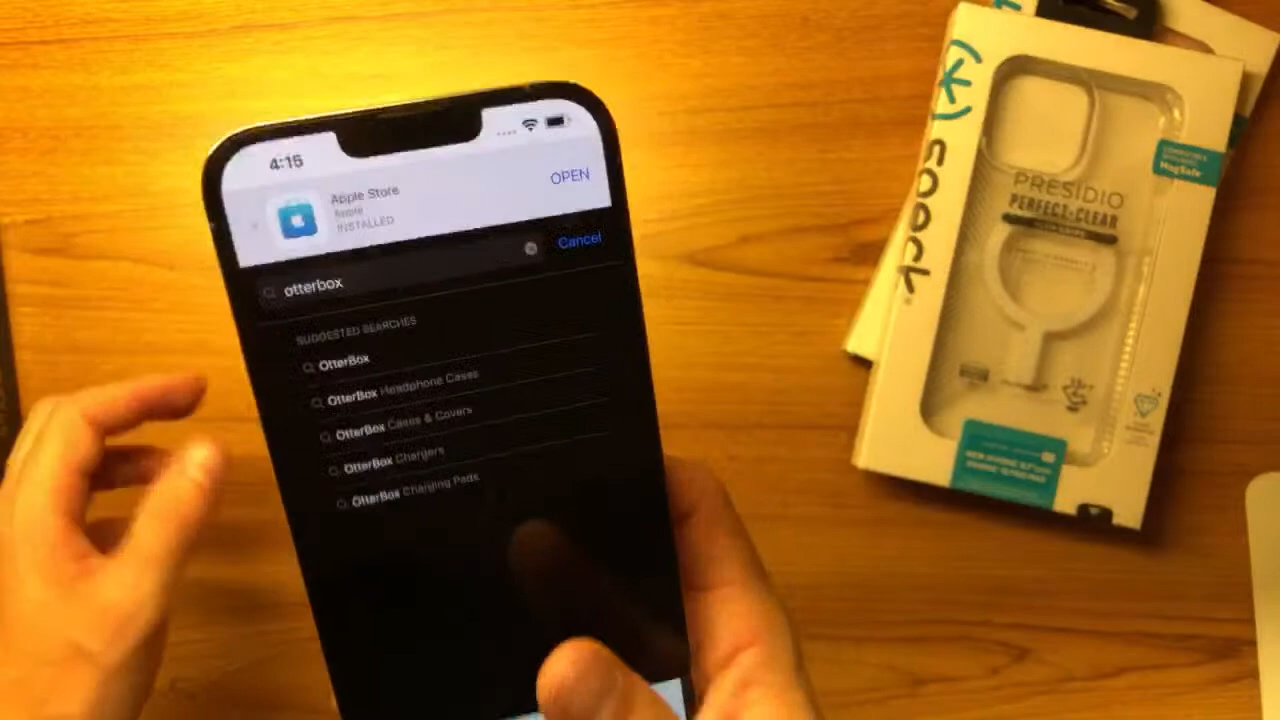 4:15
Apple Store
Apple
INSTALLED
OPEN
otterbox
Cancel
SUGGESTED SEARCHES
OtterBox
OtterBox Headphone Cases
OtterBox Cases & Covers
OtterBox Chargers
OtterBox Charging Pads
speck
PRESIDIO
PERFECT-CLEAR
MagSafe